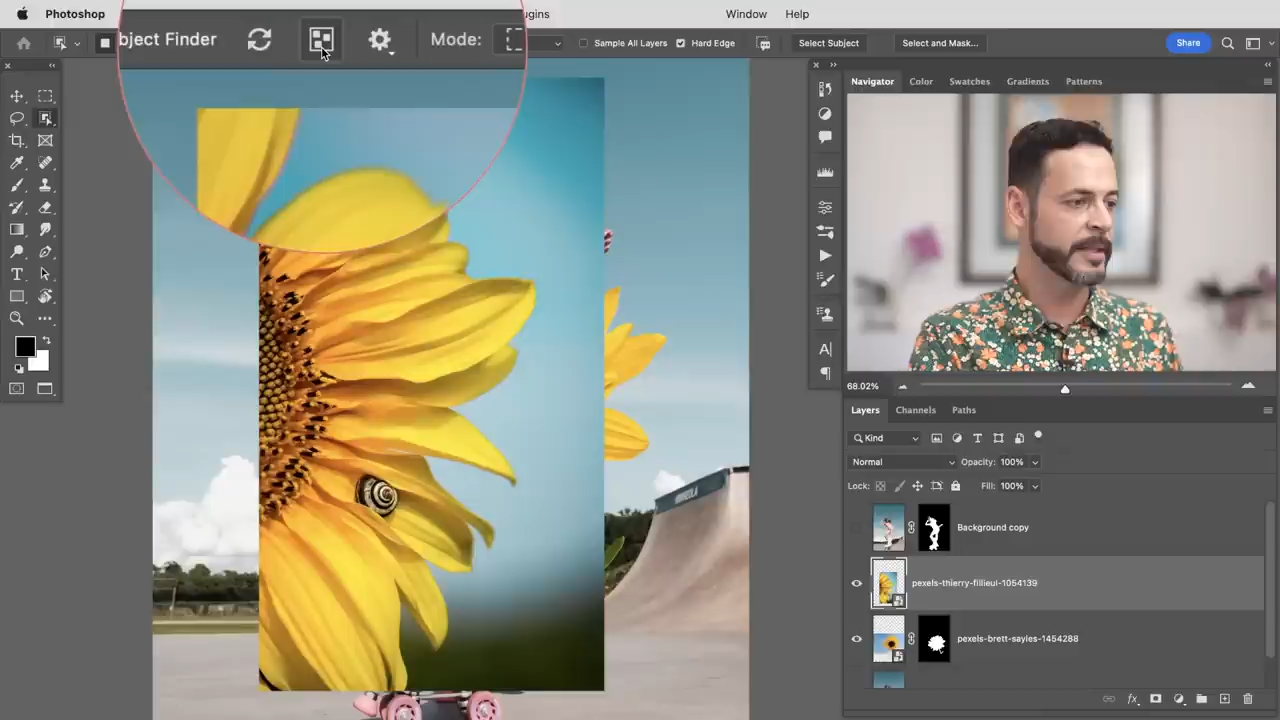 Photoshop
ugins
Window
Help
bject Finder
Mode:
Sample All Layers
Hard Edge
Select Subject
Select and Mask...
Share
Navigator
Color
Swatches
Gradients
Patterns
68.02%
Layers
Channels
Paths
Kind
Normal
Opacity: 100%
Lock:
Fill: 100%
Background copy
pexels-thierry-fillieul-1054139
pexels-brett-sayles-1454288